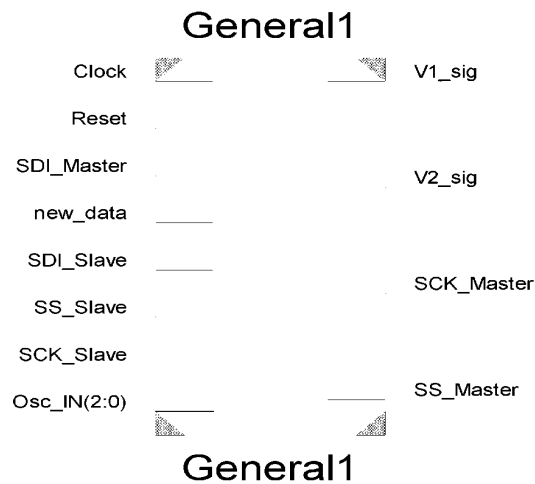 General1
Clock
V1_sig
Reset
SDI_Master
V2_sig
new_data
SDI_Slave
SCK_Master
SS_Slave
SCK_Slave
Osc_IN(2:0)
SS_Master
General1